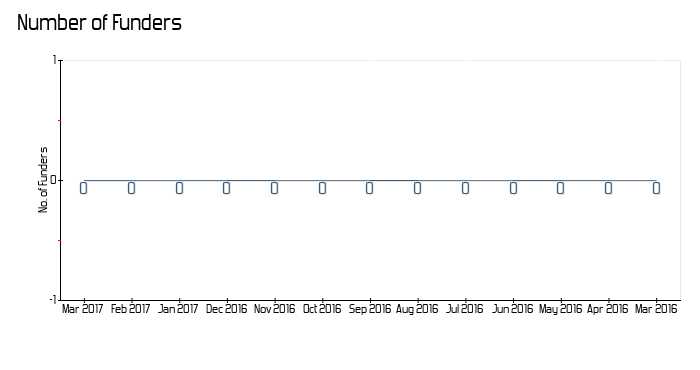 Number of Funders
1
0
-1
No. of Funders
0 0 0 0 0 0 0 0 0 0 0 0 0
Mar 2017 Feb 2017 Jan 2017 Dec 2016 Nov 2016 Oct 2016 Sep 2016 Aug 2016 Jul 2016 Jun 2016 May 2016 Apr 2016 Mar 2016